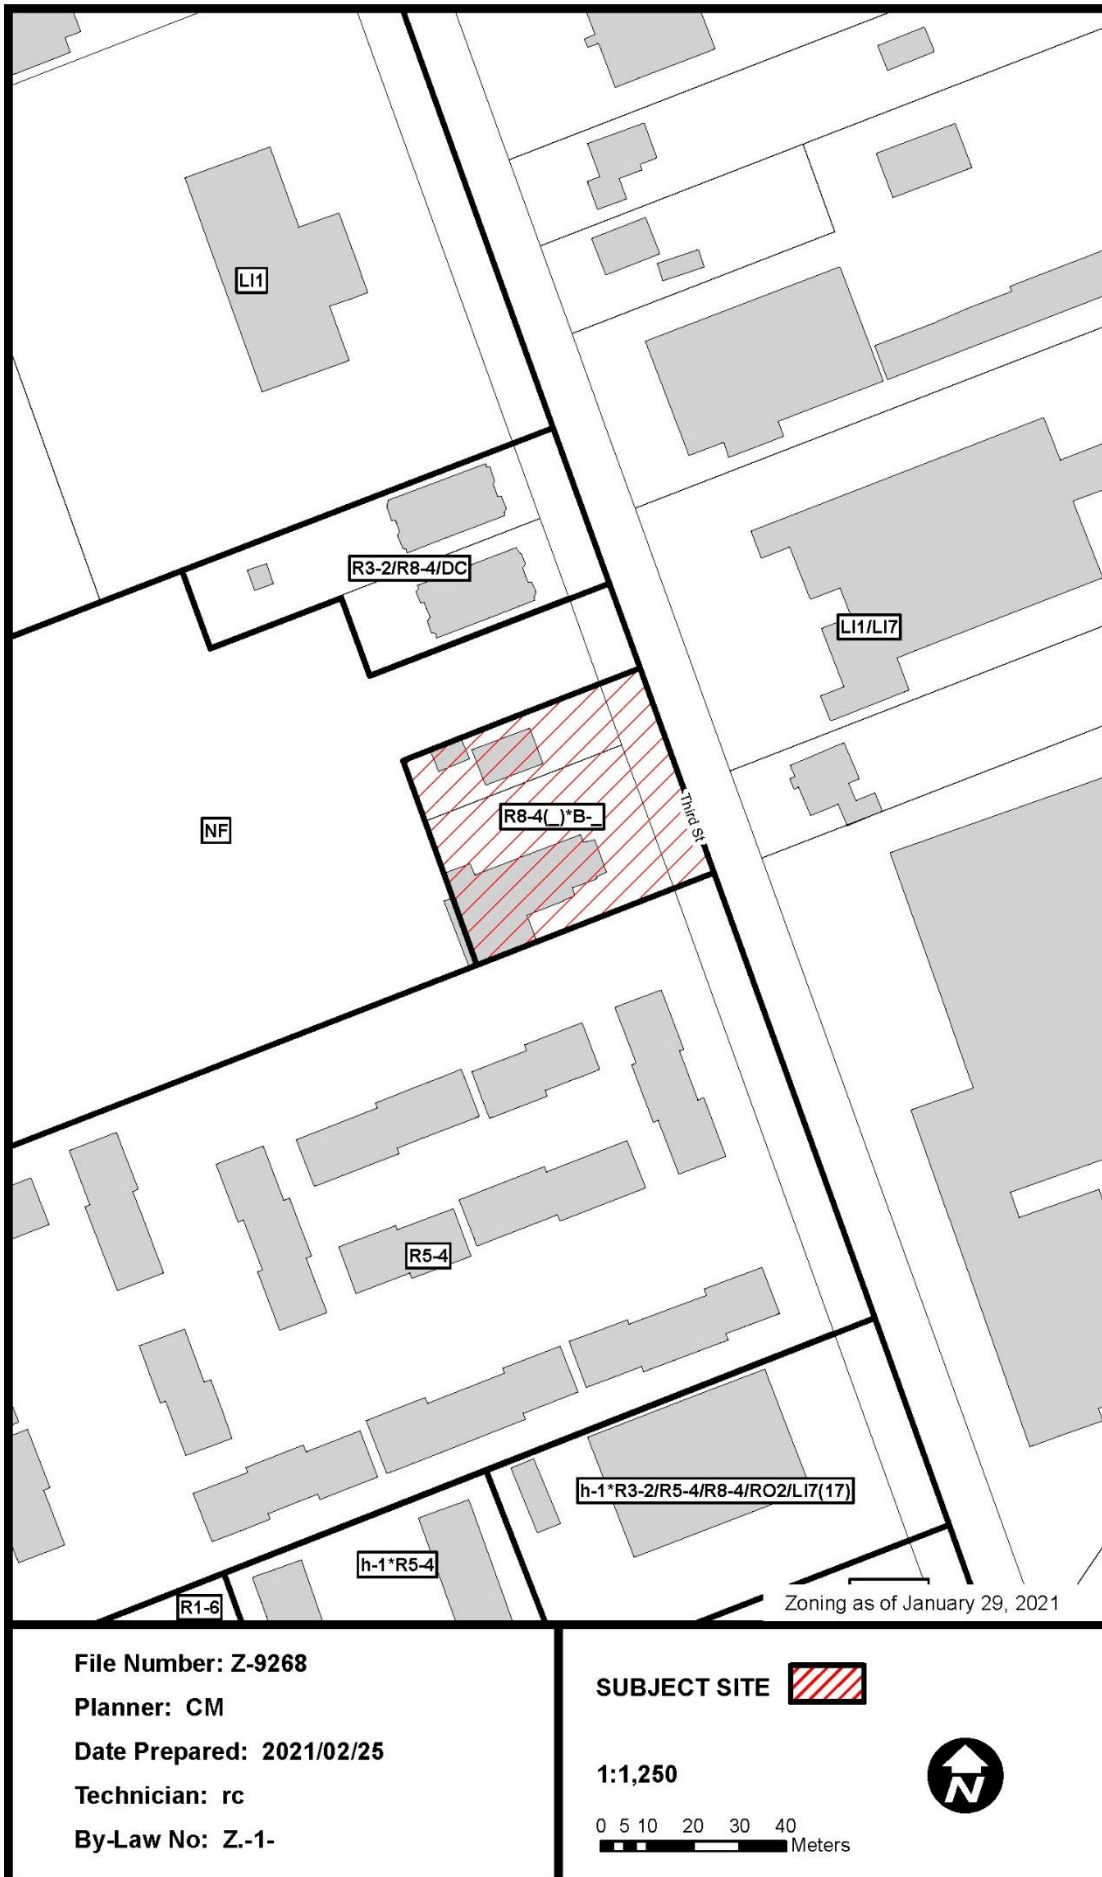 LI1
R3-2/R8-4/DC
LI1/LI7
NF
R8-4(_)*B-_
Third St
R5-4
h-1*R3-2/R5-4/R8-4/RO2/LI7(17)
h-1*R5-4
R1-6
Zoning as of January 29, 2021
File Number: Z-9268
Planner: CM
Date Prepared: 2021/02/25
Technician: rc
By-Law No: Z.-1-
SUBJECT SITE
1:1,250
N
0 5 10 20 30 40
Meters